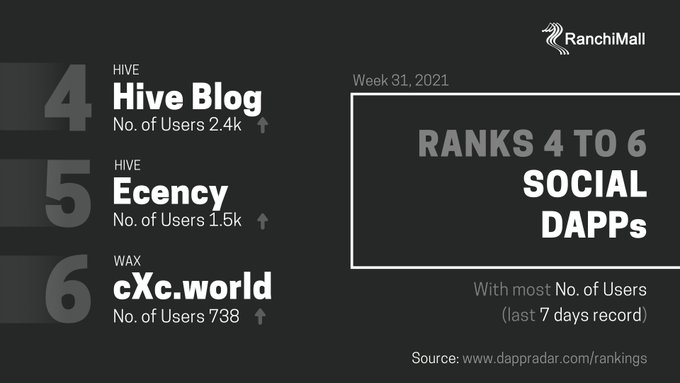 RanchiMall
Week 31, 2021
RANKS 4 TO 6
SOCIAL
DAPPs
With most No. of Users
(last 7 days record)
4
HIVE
Hive Blog
No. of Users 2.4k
5
HIVE
Ecency
No. of Users 1.5k
6
WAX
cXc.world
No. of Users 738
Source: www.dappradar.com/rankings